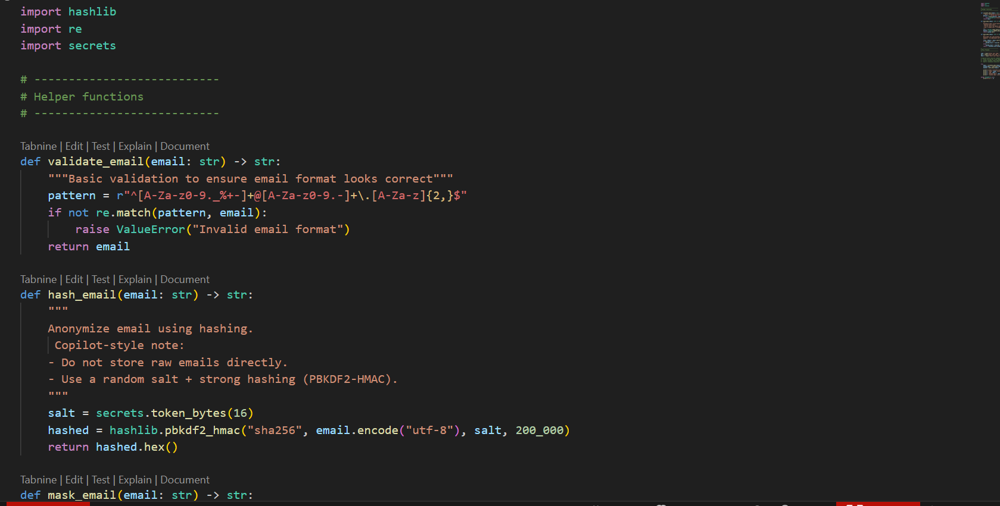 import hashlib
import re
import secrets
# ---------------------------
# Helper functions
# ---------------------------
Tabnine | Edit | Test | Explain | Document
def validate_email(email: str) -> str:
    """Basic validation to ensure email format looks correct"""
    pattern = r"^[A-Za-z0-9._%+-]+@[A-Za-z0-9.-]+\.[A-Za-z]{2,}$"
    if not re.match(pattern, email):
        raise ValueError("Invalid email format")
    return email
Tabnine | Edit | Test | Explain | Document
def hash_email(email: str) -> str:
    """
    Anonymize email using hashing.
     Copilot-style note:
    - Do not store raw emails directly.
    - Use a random salt + strong hashing (PBKDF2-HMAC).
    """
    salt = secrets.token_bytes(16)
    hashed = hashlib.pbkdf2_hmac("sha256", email.encode("utf-8"), salt, 200_000)
    return hashed.hex()
Tabnine | Edit | Test | Explain | Document
def mask_email(email: str) -> str: